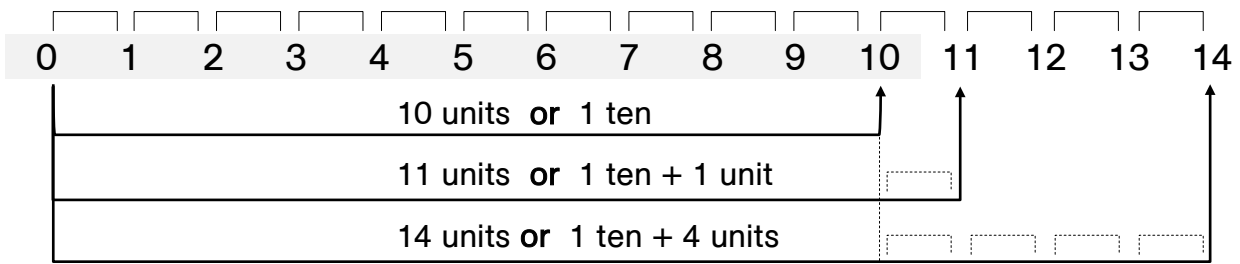 0 1 2 3 4 5 6 7 8 9 10 11 12 13 14
10 units or 1 ten
11 units or 1 ten + 1 unit
14 units or 1 ten + 4 units